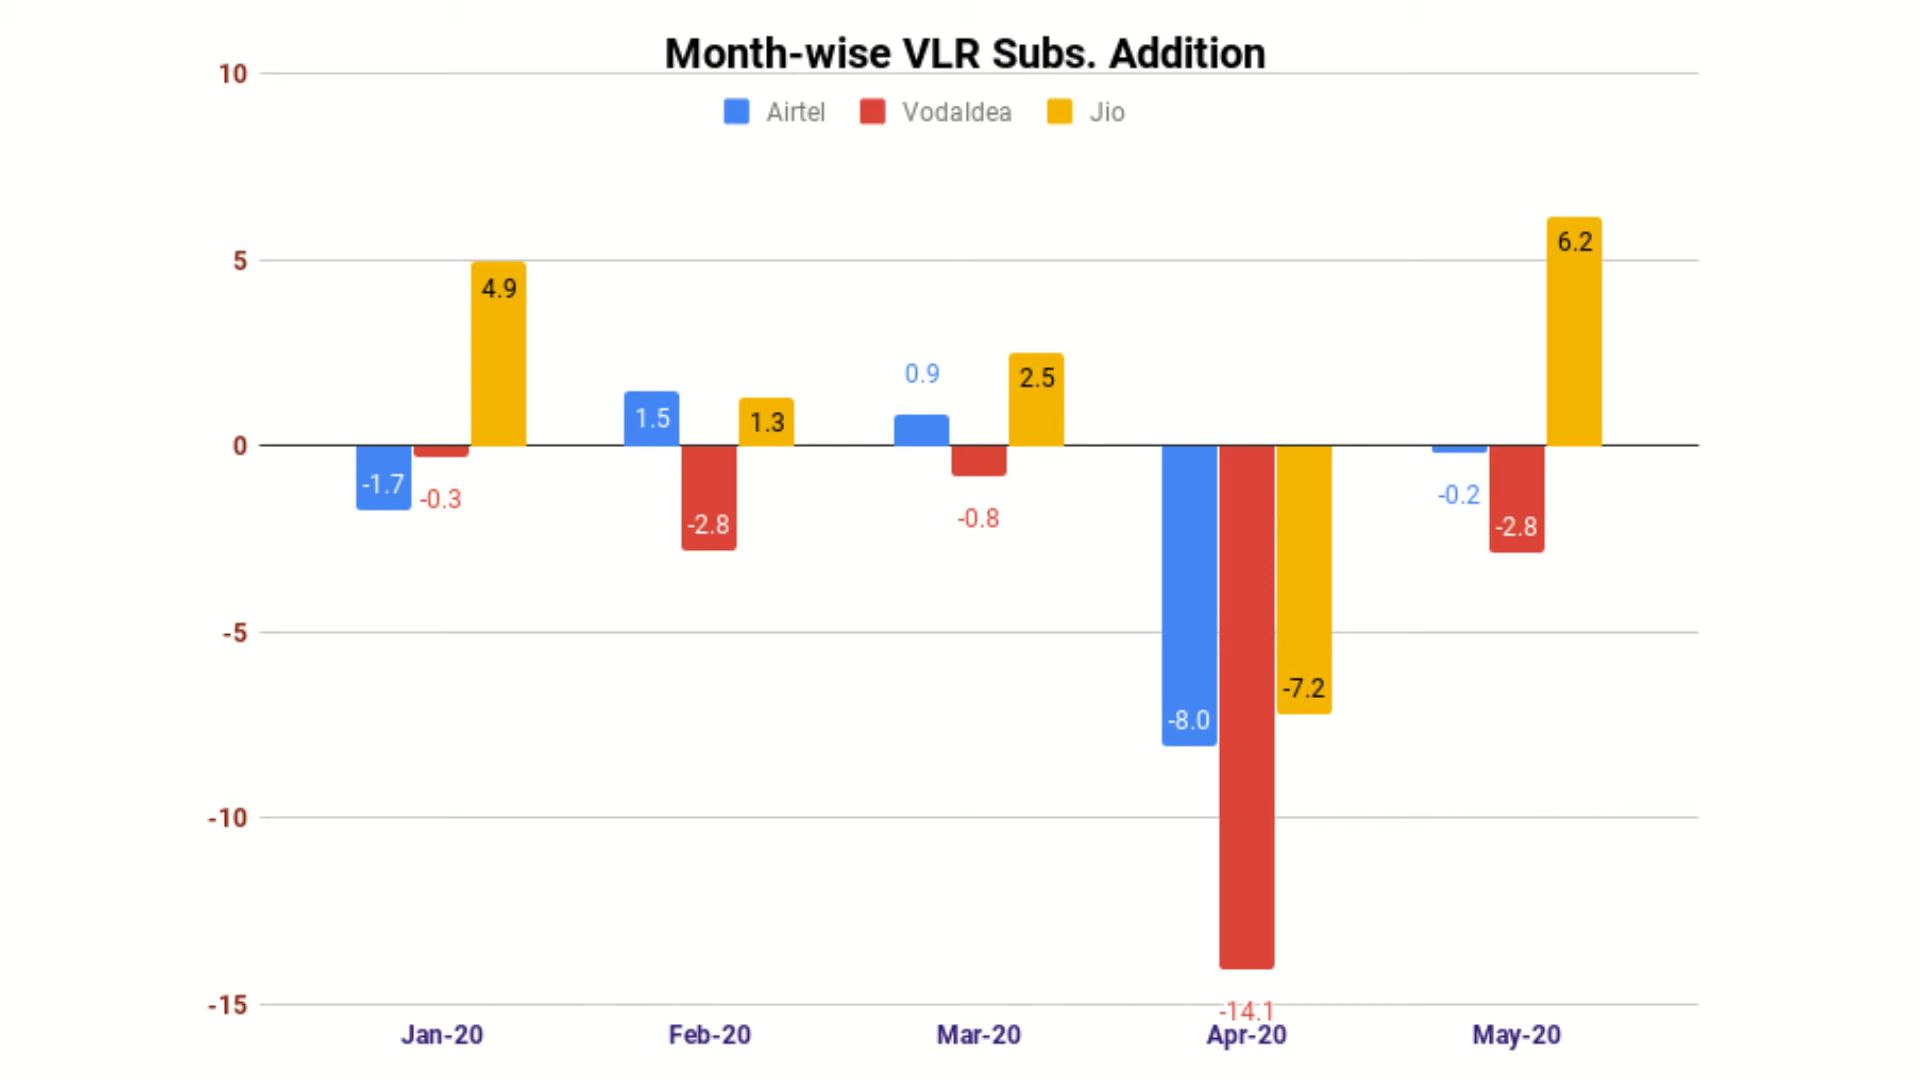 Month-wise VLR Subs. Addition
Airtel VodaIdea Jio
10
5
0
-5
-10
-15
-1.7 -0.3 4.9
1.5 -2.8 1.3
0.9 -0.8 2.5
-8.0 -14.1 -7.2
-0.2 -2.8 6.2
Jan-20 Feb-20 Mar-20 Apr-20 May-20